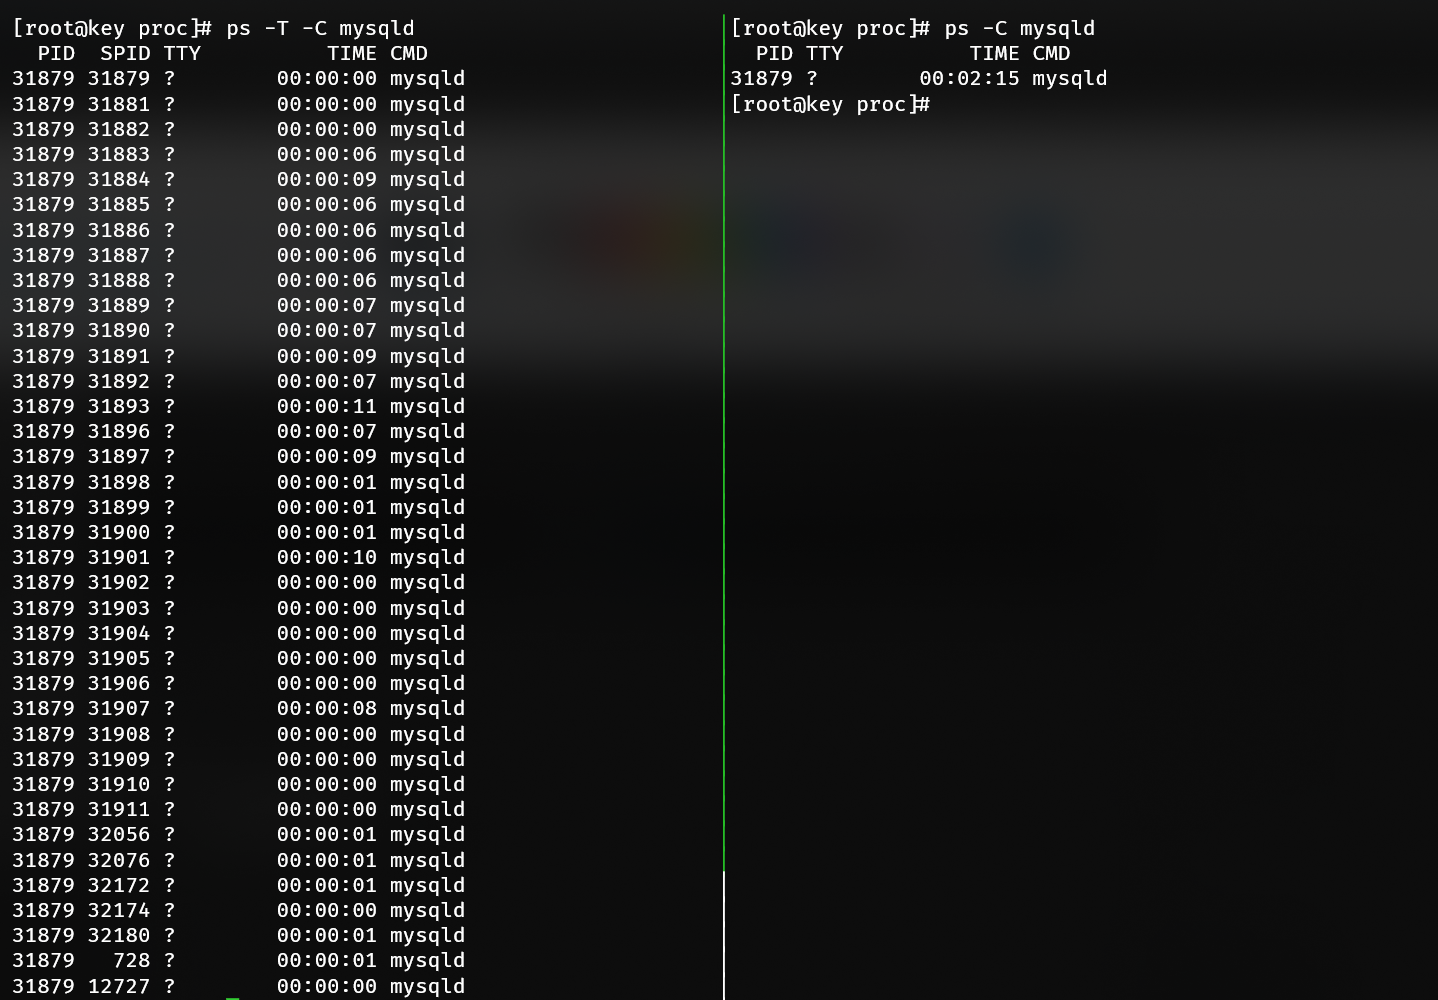 [root@key proc]# ps -T -C mysqld
  PID  SPID TTY          TIME CMD
31879 31879 ?        00:00:00 mysqld
31879 31881 ?        00:00:00 mysqld
31879 31882 ?        00:00:00 mysqld
31879 31883 ?        00:00:06 mysqld
31879 31884 ?        00:00:09 mysqld
31879 31885 ?        00:00:06 mysqld
31879 31886 ?        00:00:06 mysqld
31879 31887 ?        00:00:06 mysqld
31879 31888 ?        00:00:06 mysqld
31879 31889 ?        00:00:07 mysqld
31879 31890 ?        00:00:07 mysqld
31879 31891 ?        00:00:09 mysqld
31879 31892 ?        00:00:07 mysqld
31879 31893 ?        00:00:11 mysqld
31879 31896 ?        00:00:07 mysqld
31879 31897 ?        00:00:09 mysqld
31879 31898 ?        00:00:01 mysqld
31879 31899 ?        00:00:01 mysqld
31879 31900 ?        00:00:01 mysqld
31879 31901 ?        00:00:10 mysqld
31879 31902 ?        00:00:00 mysqld
31879 31903 ?        00:00:00 mysqld
31879 31904 ?        00:00:00 mysqld
31879 31905 ?        00:00:00 mysqld
31879 31906 ?        00:00:00 mysqld
31879 31907 ?        00:00:08 mysqld
31879 31908 ?        00:00:00 mysqld
31879 31909 ?        00:00:00 mysqld
31879 31910 ?        00:00:00 mysqld
31879 31911 ?        00:00:00 mysqld
31879 32056 ?        00:00:01 mysqld
31879 32076 ?        00:00:01 mysqld
31879 32172 ?        00:00:01 mysqld
31879 32174 ?        00:00:00 mysqld
31879 32180 ?        00:00:01 mysqld
31879   728 ?        00:00:01 mysqld
31879 12727 ?        00:00:00 mysqld
[root@key proc]# ps -C mysqld
  PID TTY          TIME CMD
31879 ?        00:02:15 mysqld
[root@key proc]#